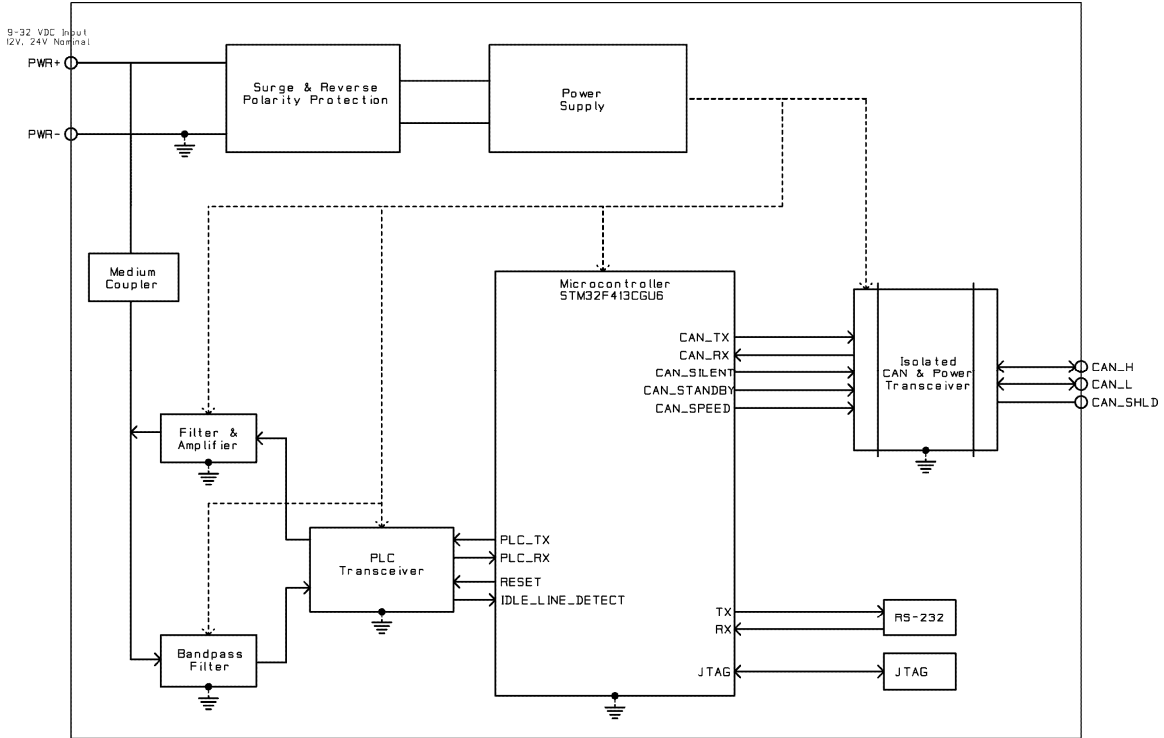 9-32 VDC Input
12V, 24V Nominal
PWR+
PWR-
Surge & Reverse
Polarity Protection
Power
Supply
Medium
Coupler
Microcontroller
STM32F413CGU6
CAN_TX
CAN_RX
CAN_SILENT
CAN_STANDBY
CAN_SPEED
Isolated
CAN & Power
Transceiver
CAN_H
CAN_L
CAN_SHLD
Filter &
Amplifier
PLC
Transceiver
PLC_TX
PLC_RX
RESET
IDLE_LINE_DETECT
Bandpass
Filter
TX
RX
RS-232
JTAG
JTAG